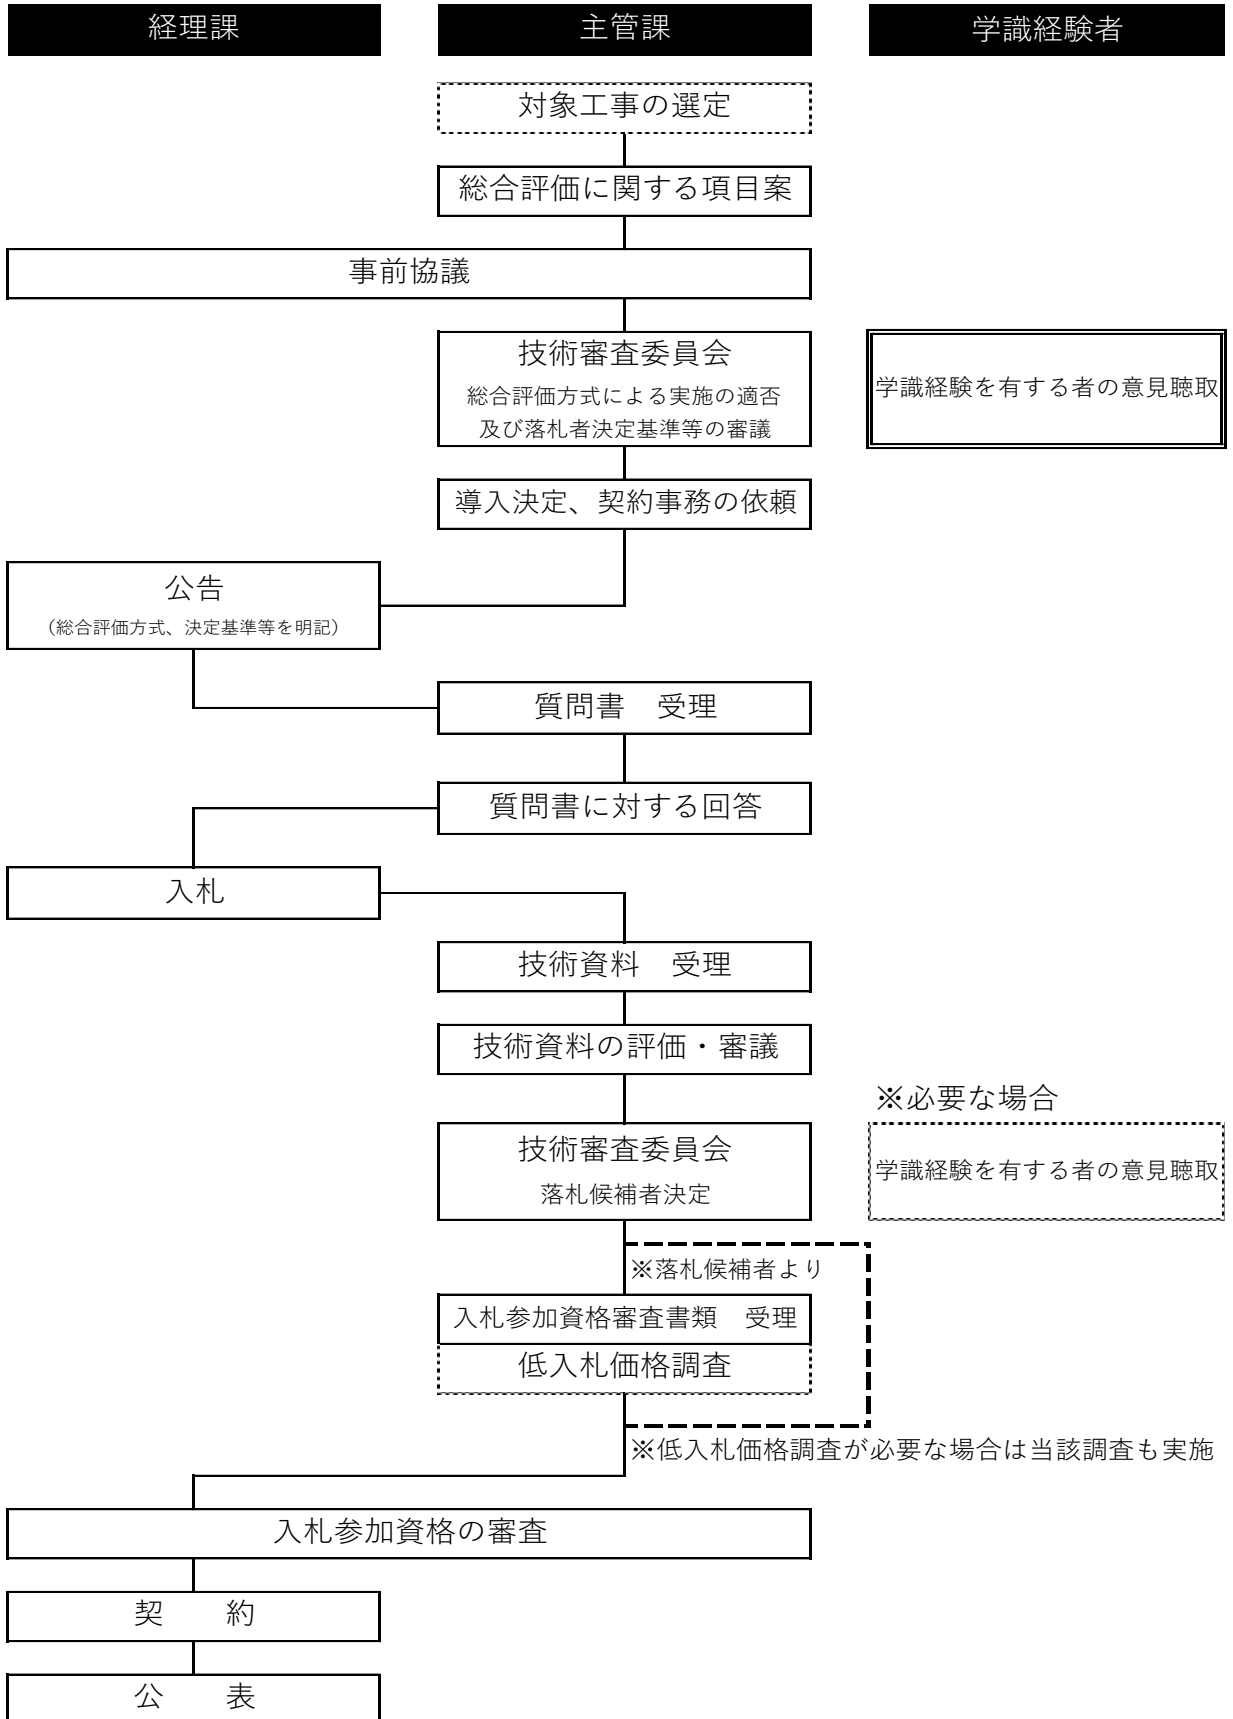 経理課
主管課
学識経験者
対象工事の選定
総合評価に関する項目案
事前協議
技術審査委員会
総合評価方式による実施の適否
及び落札者決定基準等の審議
学識経験を有する者の意見聴取
導入決定、契約事務の依頼
公告
（総合評価方式、決定基準等を明記）
質問書　受理
質問書に対する回答
入札
技術資料　受理
技術資料の評価・審議
※必要な場合
技術審査委員会
落札候補者決定
学識経験を有する者の意見聴取
※落札候補者より
入札参加資格審査書類　受理
低入札価格調査
※低入札価格調査が必要な場合は当該調査も実施
入札参加資格の審査
契　　約
公　　表